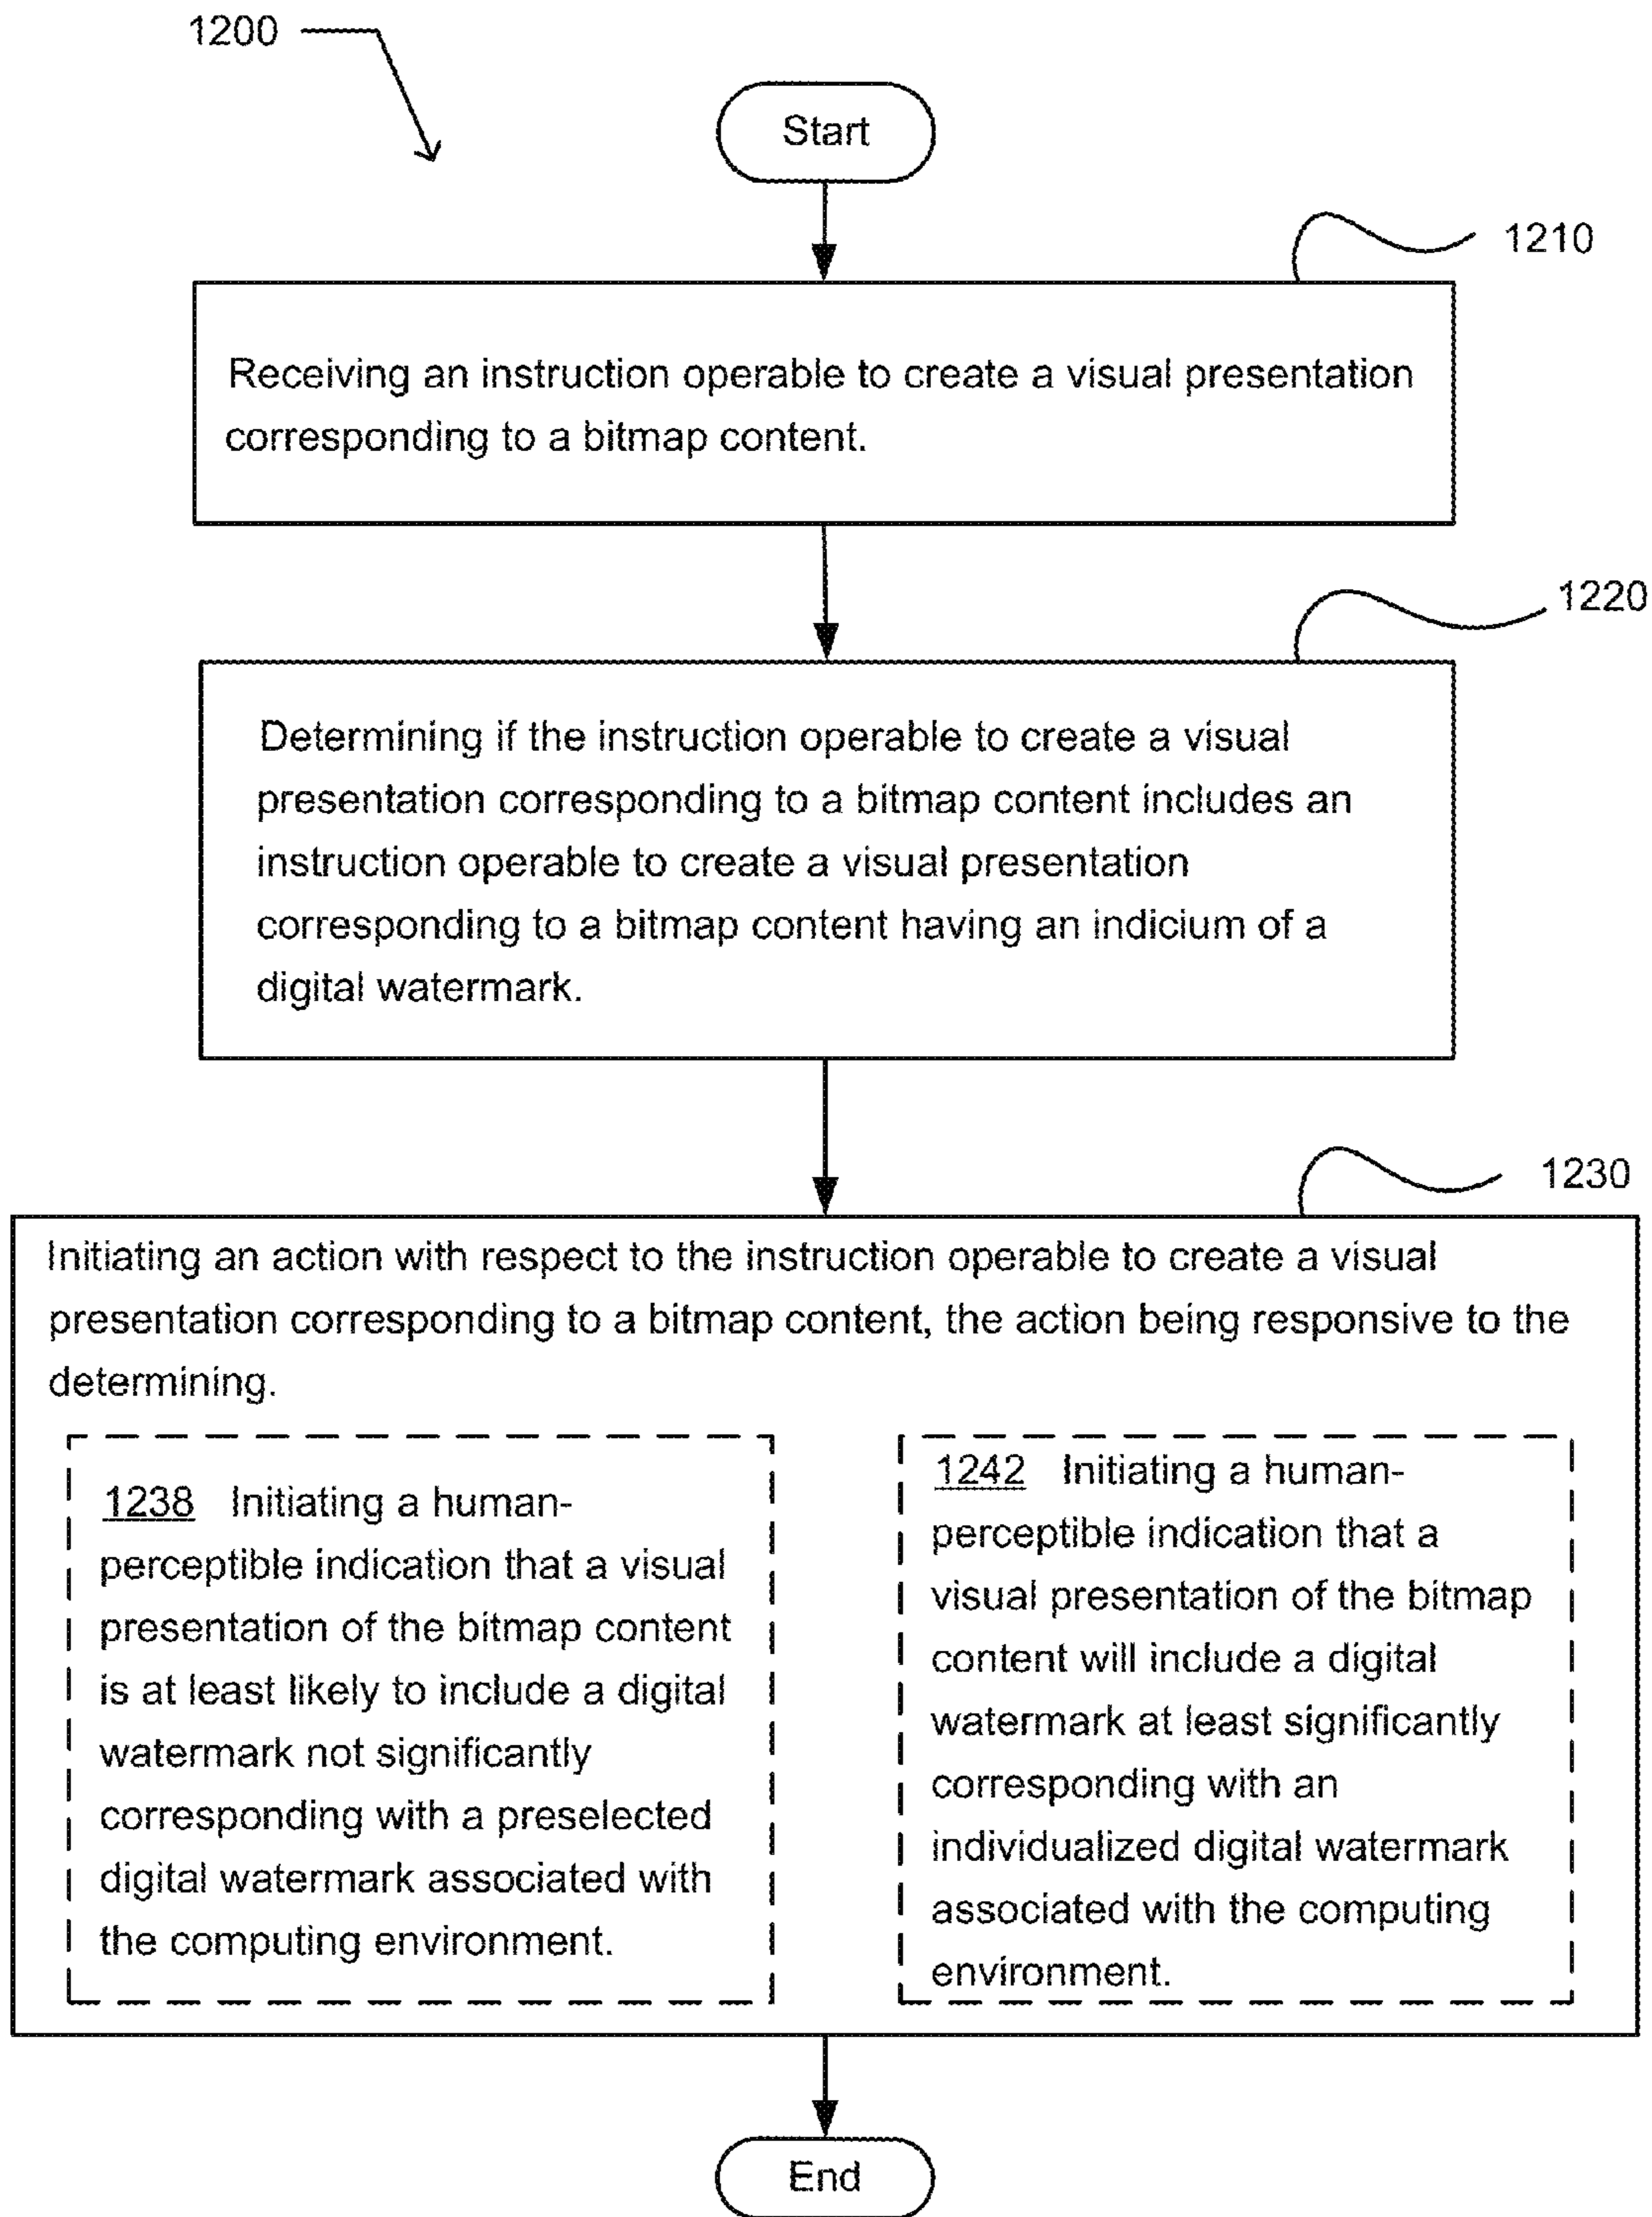 1200
Start
1210
Receiving an instruction operable to create a visual presentation
corresponding to a bitmap content.
1220
Determining if the instruction operable to create a visual
presentation corresponding to a bitmap content includes an
instruction operable to create a visual presentation
corresponding to a bitmap content having an indicium of a
digital watermark.
1230
Initiating an action with respect to the instruction operable to create a visual
presentation corresponding to a bitmap content, the action being responsive to the
determining.
1238 Initiating a human-
perceptible indication that a visual
presentation of the bitmap content
is at least likely to include a digital
watermark not significantly
corresponding with a preselected
digital watermark associated with
the computing environment.
1242 Initiating a human-
perceptible indication that a
visual presentation of the bitmap
content will include a digital
watermark at least significantly
corresponding with an
individualized digital watermark
associated with the computing
environment.
End